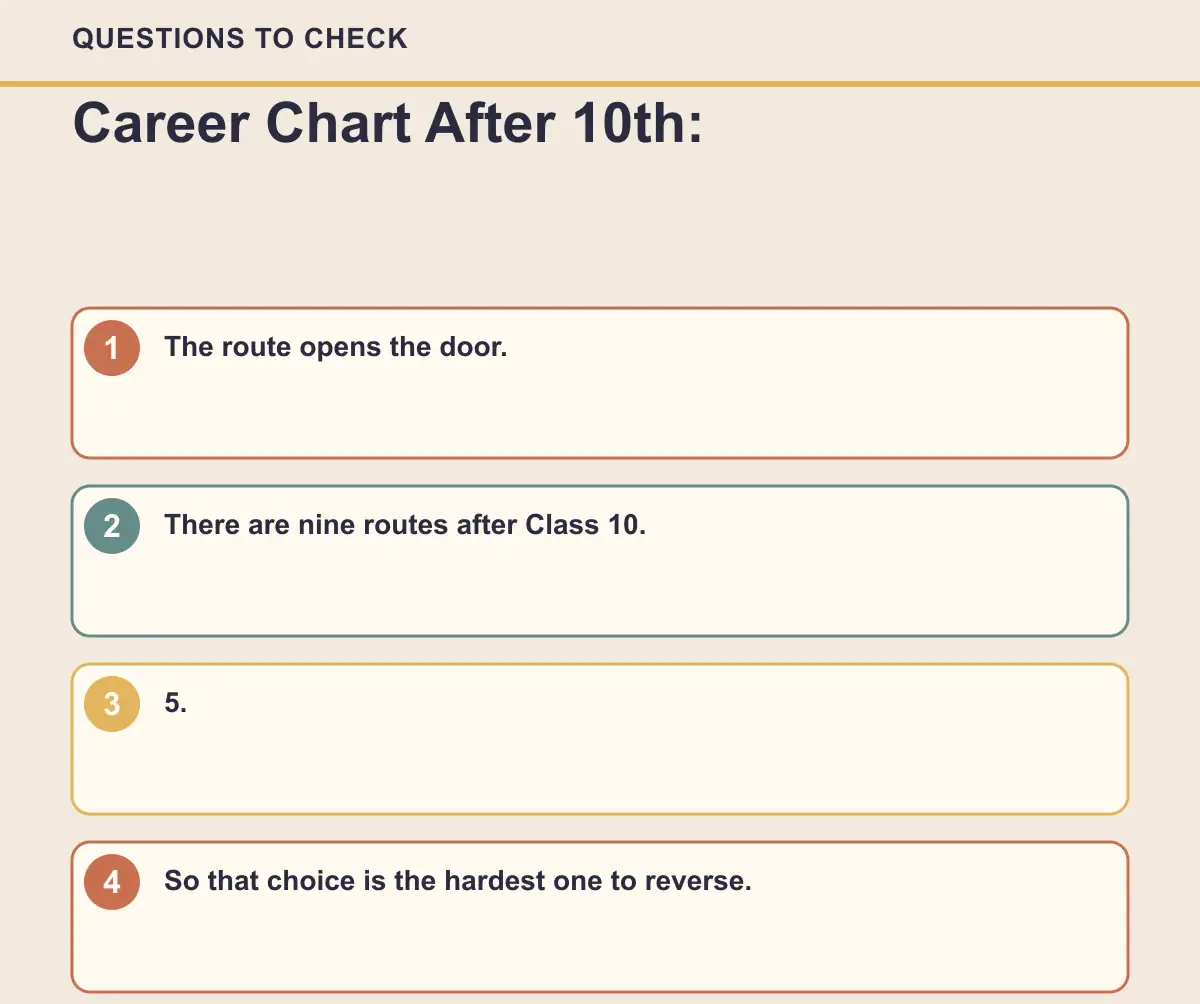 QUESTIONS TO CHECK
Career Chart After 10th:
1 The route opens the door.
2 There are nine routes after Class 10.
3 5.
4 So that choice is the hardest one to reverse.